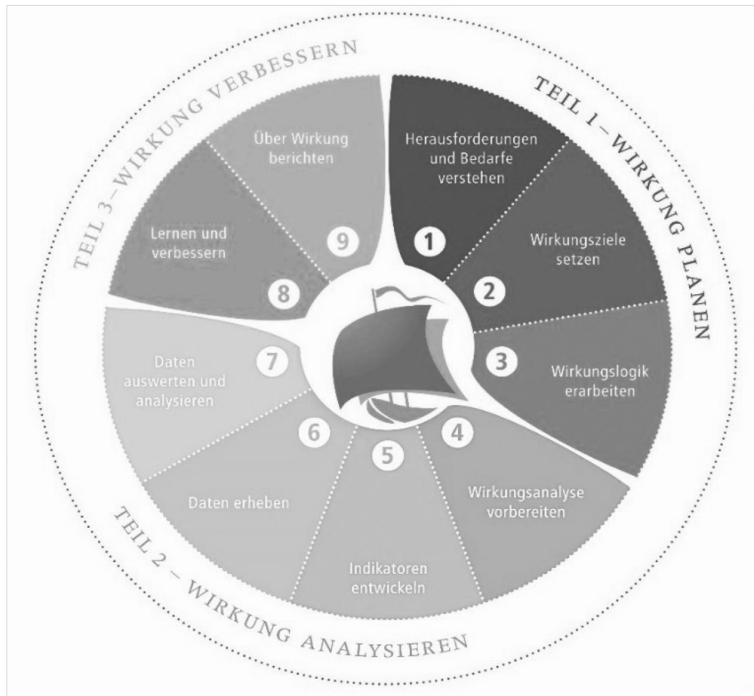 TEIL 1 – WIRKUNG PLANEN
Herausforderungen
und Bedarfe
verstehen
1
Wirkungsziele
setzen
2
Wirkungslogik
erarbeiten
3
TEIL 2 – WIRKUNG ANALYSIEREN
Wirkungsanalyse
vorbereiten
4
Indikatoren
entwickeln
5
Daten erheben
6
Daten
auswerten und
analysieren
7
TEIL 3 – WIRKUNG VERBESSERN
Lernen und
verbessern
8
Über Wirkung
berichten
9